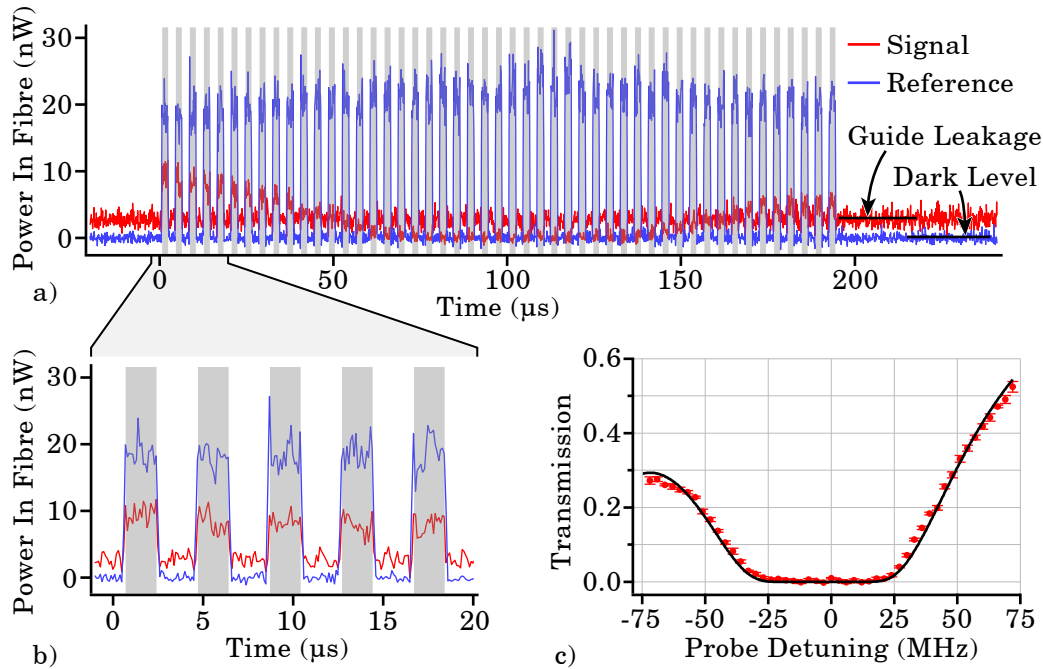 a)
Power In Fibre (nW)
30
20
10
0
Signal
Reference
Guide Leakage
Dark Level
0
50
100
150
200
Time (µs)
b)
Power In Fibre (nW)
30
20
10
0
0
5
10
15
20
Time (µs)
c)
Transmission
0.6
0.4
0.2
0.0
-75
-50
-25
0
25
50
75
Probe Detuning (MHz)